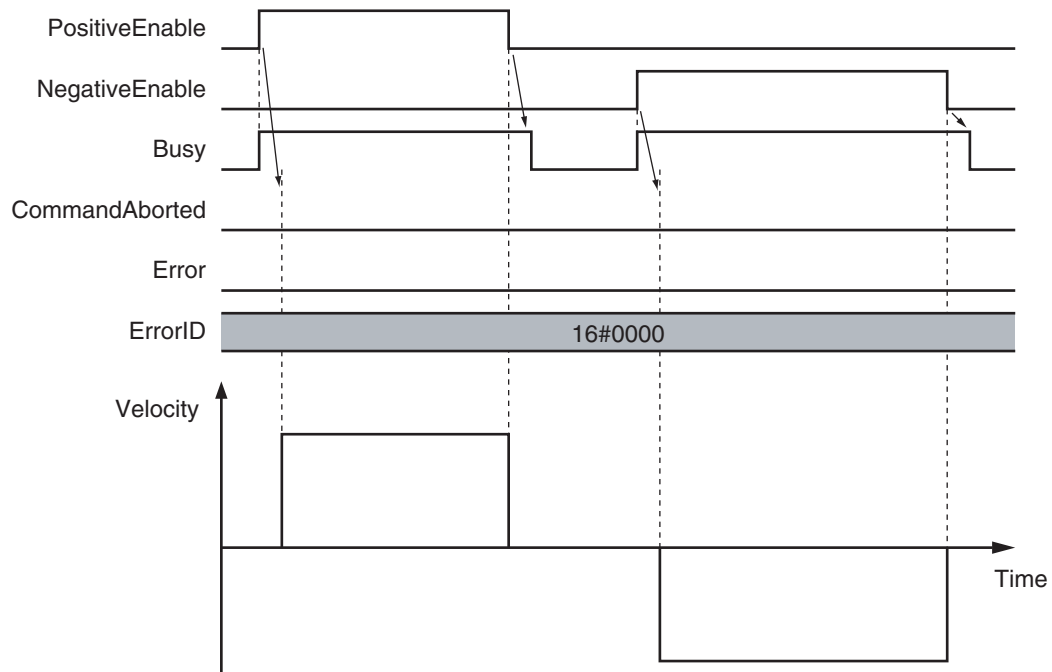 PositiveEnable
NegativeEnable
Busy
CommandAborted
Error
ErrorID
16#0000
Velocity
Time